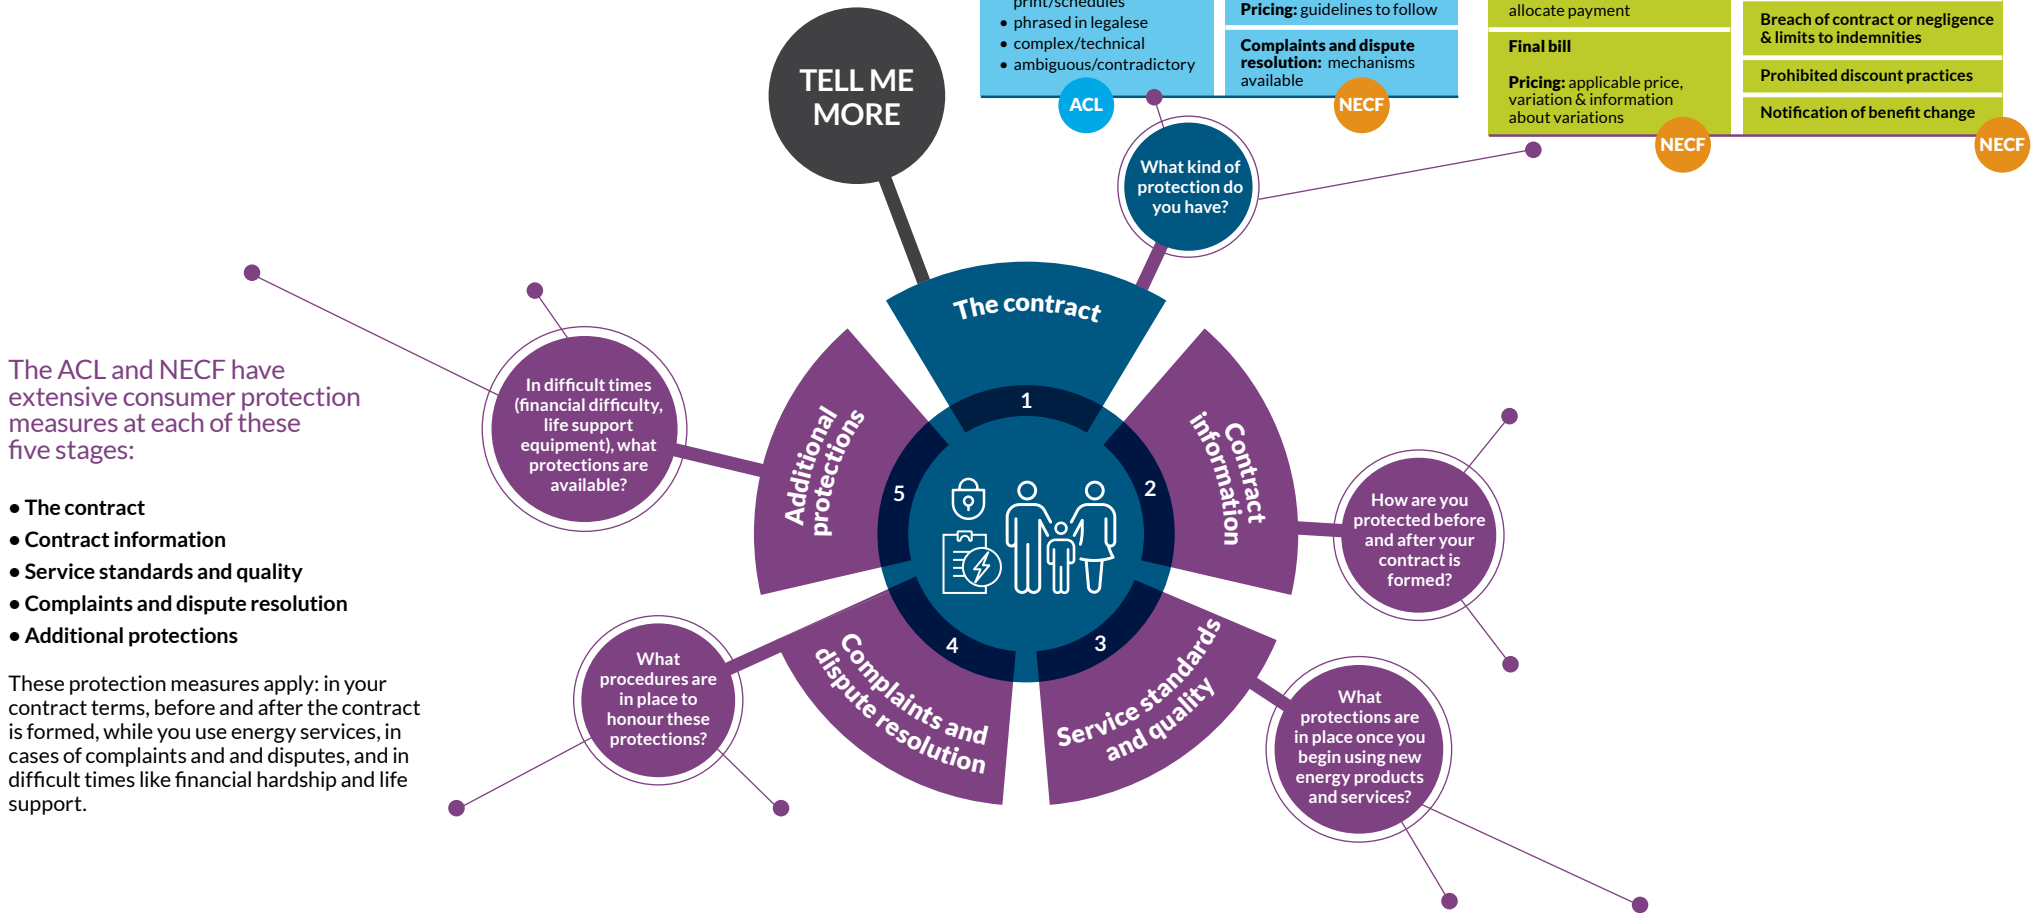 print/schedules
• phrased in legalese
• complex/technical
• ambiguous/contradictory
ACL
Pricing: guidelines to follow
Complaints and dispute
resolution: mechanisms
available
NECF
allocate payment
Final bill
Pricing: applicable price,
variation & information
about variations
NECF
Breach of contract or negligence
& limits to indemnities
Prohibited discount practices
Notification of benefit change
NECF
TELL ME
MORE
What kind of
protection do
you have?
The contract
1
Contract
information
2
How are you
protected before
and after your
contract is
formed?
Service standards
and quality
3
What
protections are
in place once you
begin using new
energy products
and services?
Complaints and
dispute resolution
4
What
procedures are
in place to
honour these
protections?
Additional
protections
5
In difficult times
(financial difficulty,
life support
equipment), what
protections are
available?
The ACL and NECF have
extensive consumer protection
measures at each of these
five stages:
• The contract
• Contract information
• Service standards and quality
• Complaints and dispute resolution
• Additional protections
These protection measures apply: in your
contract terms, before and after the contract
is formed, while you use energy services, in
cases of complaints and and disputes, and in
difficult times like financial hardship and life
support.